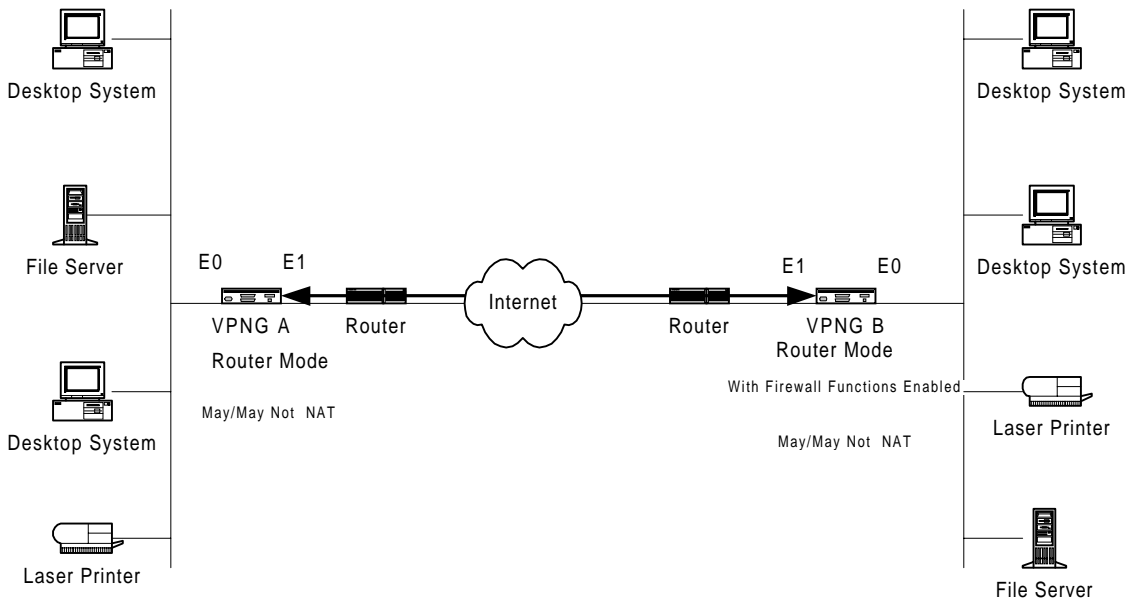 Desktop System
Desktop System
File Server
Desktop System
E0
E1
E1
E0
Internet
VPNG A
Router
Router
VPNG B
Router Mode
Router Mode
With Firewall Functions Enabled
May/May Not NAT
Laser Printer
Desktop System
May/May Not NAT
Laser Printer
File Server